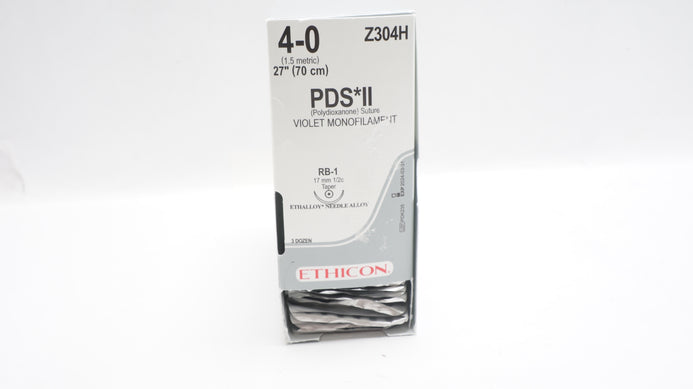 4-0 Z304H
(1.5 metric)
27" (70 cm)
PDS*II
(Polydioxanone) Suture
VIOLET MONOFILAMENT
RB-1
17 mm 1/2c
Taper
ETHALLOY* NEEDLE ALLOY
3 DOZEN
ETHICON